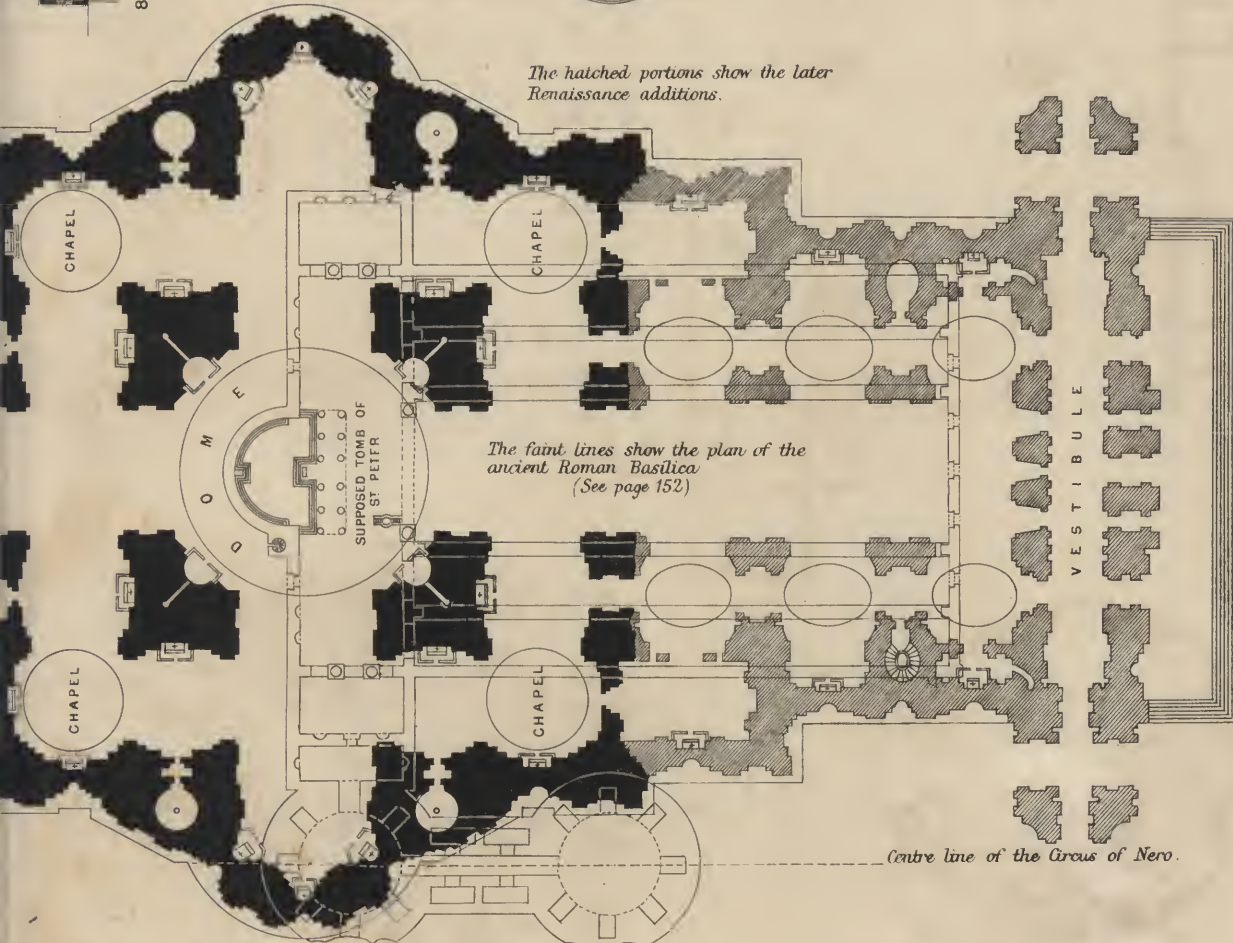 8
The hatched portions show the later
Renaissance additions.
CHAPEL
CHAPEL
DOME
SUPPOSED TOMB OF
ST PETER
The faint lines show the plan of the
ancient Roman Basilica
(See page 152)
VESTIBULE
CHAPEL
CHAPEL
Centre line of the Circus of Nero.